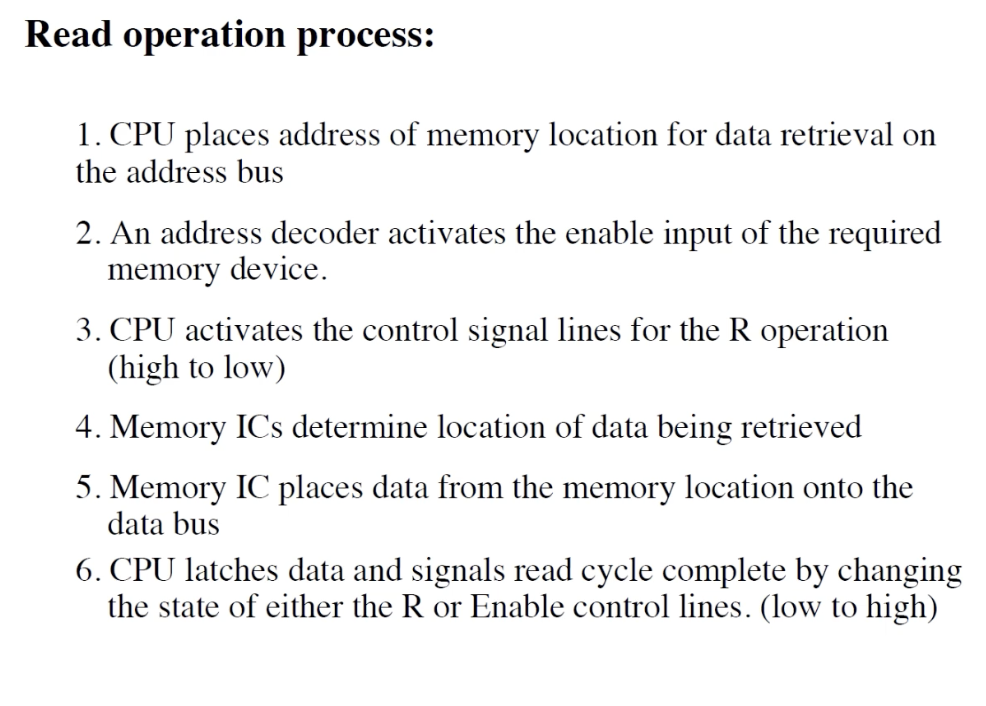 Read operation process:
1. CPU places address of memory location for data retrieval on
the address bus
2. An address decoder activates the enable input of the required
memory device.
3. CPU activates the control signal lines for the R operation
(high to low)
4. Memory ICs determine location of data being retrieved
5. Memory IC places data from the memory location onto the
data bus
6. CPU latches data and signals read cycle complete by changing
the state of either the R or Enable control lines. (low to high)